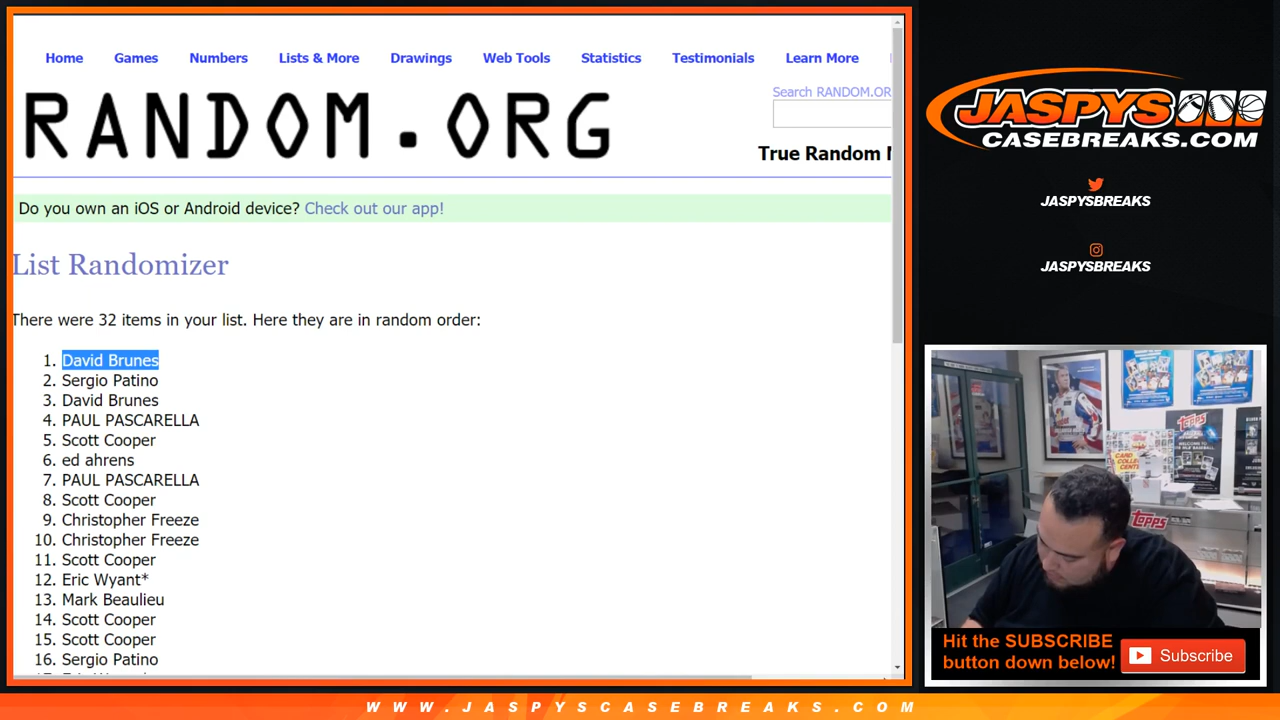 Home Games Numbers Lists & More Drawings Web Tools Statistics Testimonials Learn More
Search RANDOM.OR
RANDOM.ORG
True Random
Do you own an iOS or Android device? Check out our app!
List Randomizer
There were 32 items in your list. Here they are in random order:
1. David Brunes
2. Sergio Patino
3. David Brunes
4. PAUL PASCARELLA
5. Scott Cooper
6. ed ahrens
7. PAUL PASCARELLA
8. Scott Cooper
9. Christopher Freeze
10. Christopher Freeze
11. Scott Cooper
12. Eric Wyant*
13. Mark Beaulieu
14. Scott Cooper
15. Scott Cooper
16. Sergio Patino
JASPYS
CASEBREAKS.COM
JASPYSBREAKS
JASPYSBREAKS
TOPPS
TOPPS
Hit the SUBSCRIBE
button down below!
Subscribe
WWW.JASPYSCASEBREAKS.COM